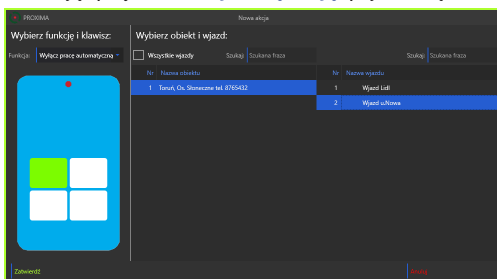 PROXIMA
Nowa akcja
Wybierz funkcję i klawisz:
Wybierz obiekt i wjazd:
Funkcja: Wyłącz pracę automatyczną
Wszystkie wjazdy
Szukaj: Szukana fraza
Szukaj: Szukana fraza
Nr Nazwa obiektu
Nr Nazwa wjazdu
1 Toruń, Os. Słoneczne tel. 8765432
1 Wjazd Lidl
2 Wjazd u.Nowa
Zatwierdź